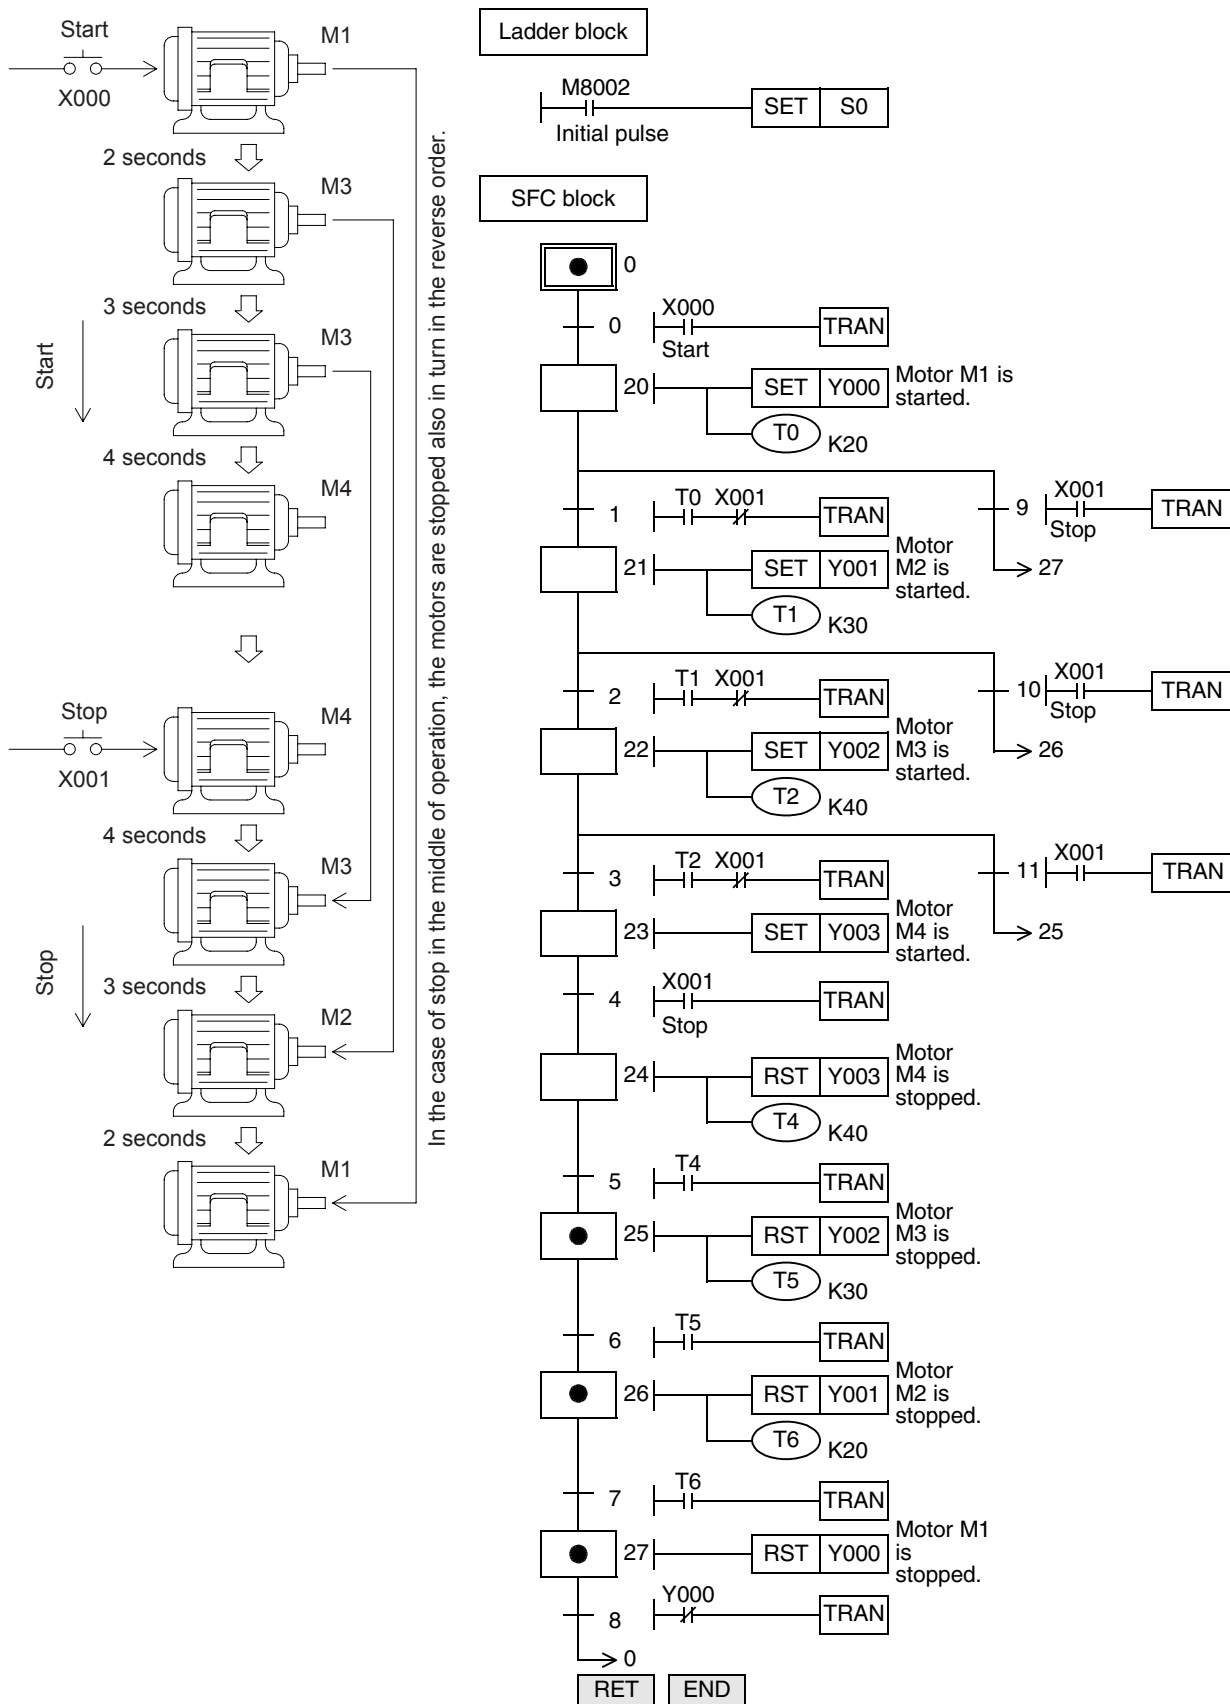 Start
X000
M1
2 seconds
M3
3 seconds
M3
Start
4 seconds
M4
Stop
X001
M4
4 seconds
M3
Stop
3 seconds
M2
2 seconds
M1
In the case of stop in the middle of operation, the motors are stopped also in turn in the reverse order.
Ladder block
M8002
Initial pulse
SET S0
SFC block
0
0
X000
Start
TRAN
20
SET Y000
Motor M1 is
started.
T0 K20
1
T0 X001
TRAN
9
X001
Stop
TRAN
27
21
SET Y001
Motor
M2 is
started.
T1 K30
2
T1 X001
TRAN
10
X001
Stop
TRAN
26
22
SET Y002
Motor
M3 is
started.
T2 K40
3
T2 X001
TRAN
11
X001
TRAN
25
23
SET Y003
Motor
M4 is
started.
4
X001
Stop
TRAN
24
RST Y003
Motor
M4 is
stopped.
T4 K40
5
T4
TRAN
25
RST Y002
Motor
M3 is
stopped.
T5 K30
6
T5
TRAN
26
RST Y001
Motor
M2 is
stopped.
T6 K20
7
T6
TRAN
27
RST Y000
Motor M1
is
stopped.
8
Y000
TRAN
0
RET END